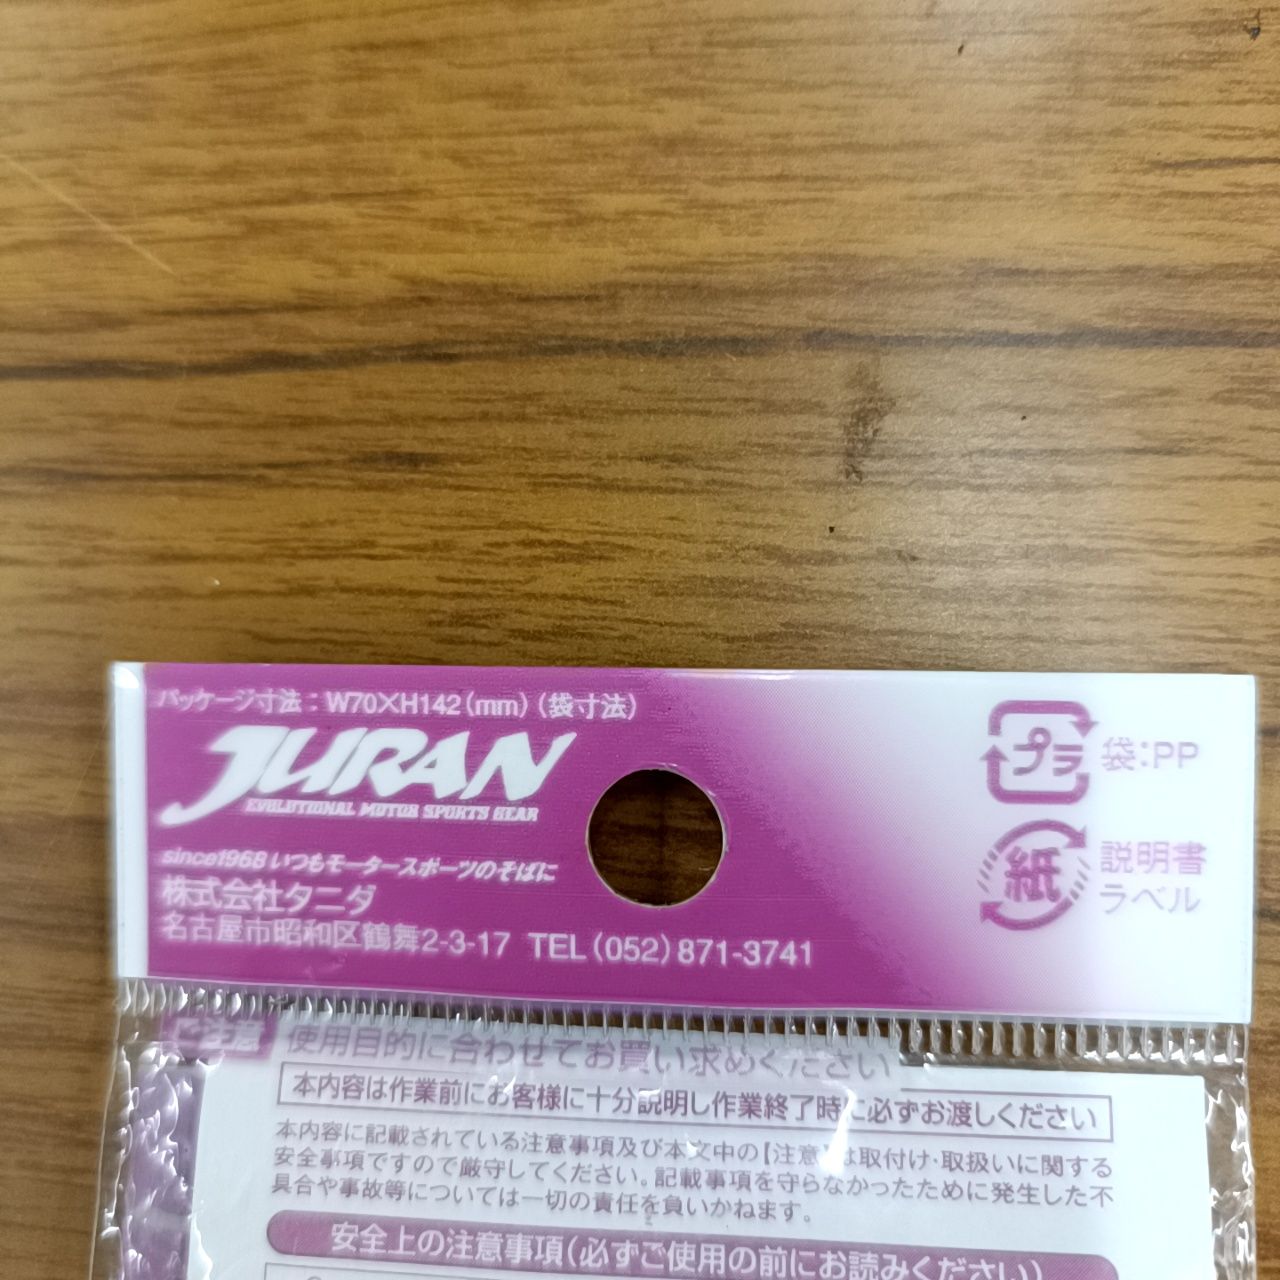 パッケージ寸法：W70×H142(mm)(袋寸法)
JURAN
EVOLUTIONAL MOTOR SPORTS GEAR
since1968 いつもモータースポーツのそばに
株式会社タニダ
名古屋市昭和区鶴舞2-3-17 TEL(052)871-3741
プラ 袋:PP
紙 説明書
ラベル
使用目的に合わせてお買い求めください
本内容は作業前にお客様に十分説明し作業終了時に必ずお渡しください
本内容に記載されている注意事項及び本文中の【注意】は取付け・取扱いに関する
安全事項ですので厳守してください。記載事項を守らなかったために発生した不
具合や事故等については一切の責任を負いかねます。
安全上の注意事項(必ずご使用の前にお読みください)